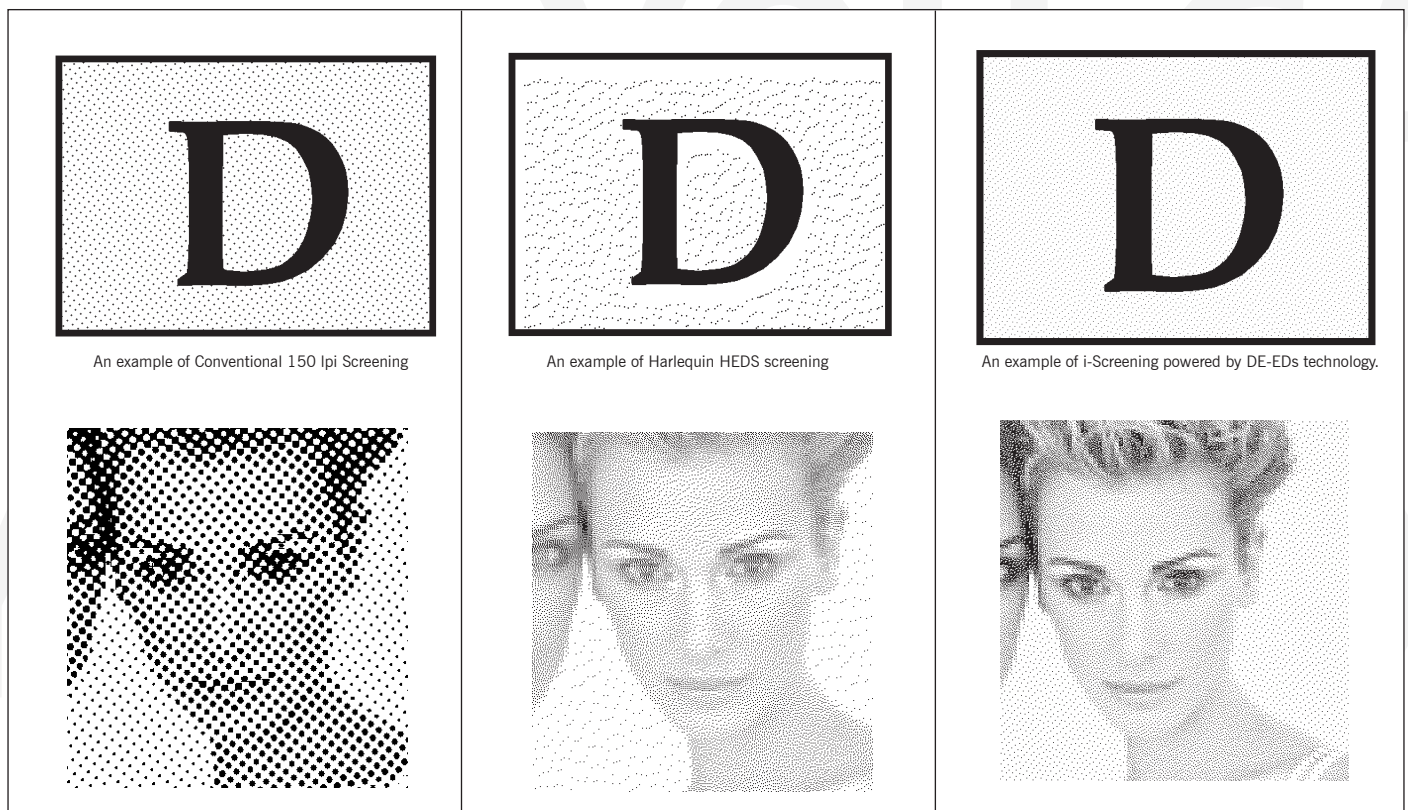 D
D
D
An example of Conventional 150 lpi Screening
An example of Harlequin HEDS screening
An example of i-Screening powered by DE-EDs technology.